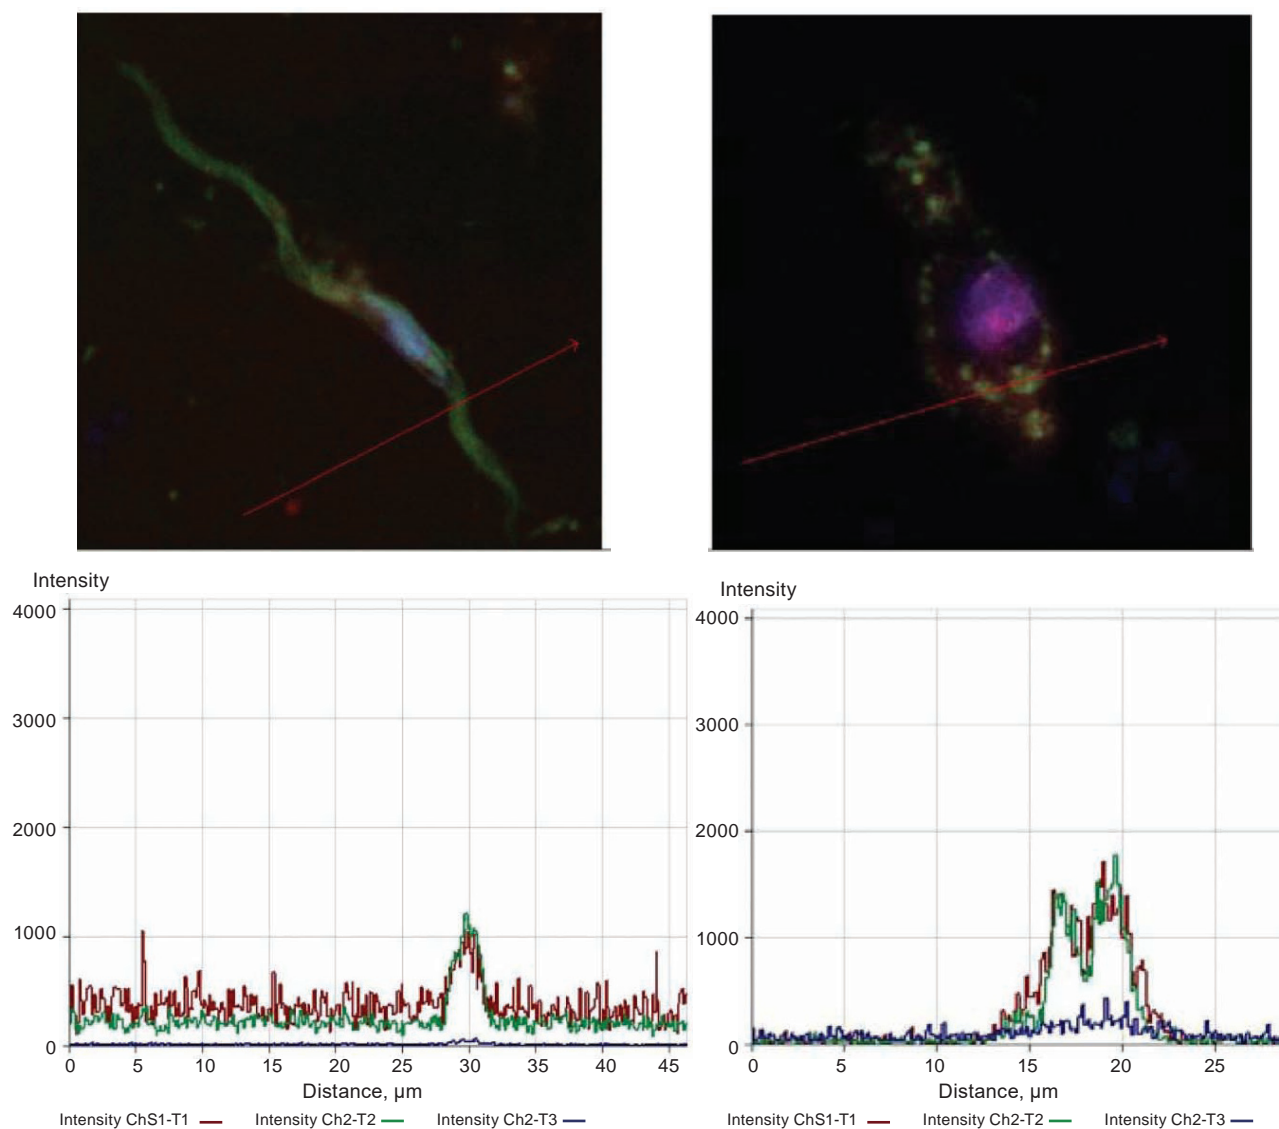 Intensity
4000
3000
2000
1000
0
0 5 10 15 20 25 30 35 40 45
Distance, µm
Intensity ChS1-T1 Intensity Ch2-T2 Intensity Ch2-T3
Intensity
4000
3000
2000
1000
0
0 5 10 15 20 25
Distance, µm
Intensity ChS1-T1 Intensity Ch2-T2 Intensity Ch2-T3